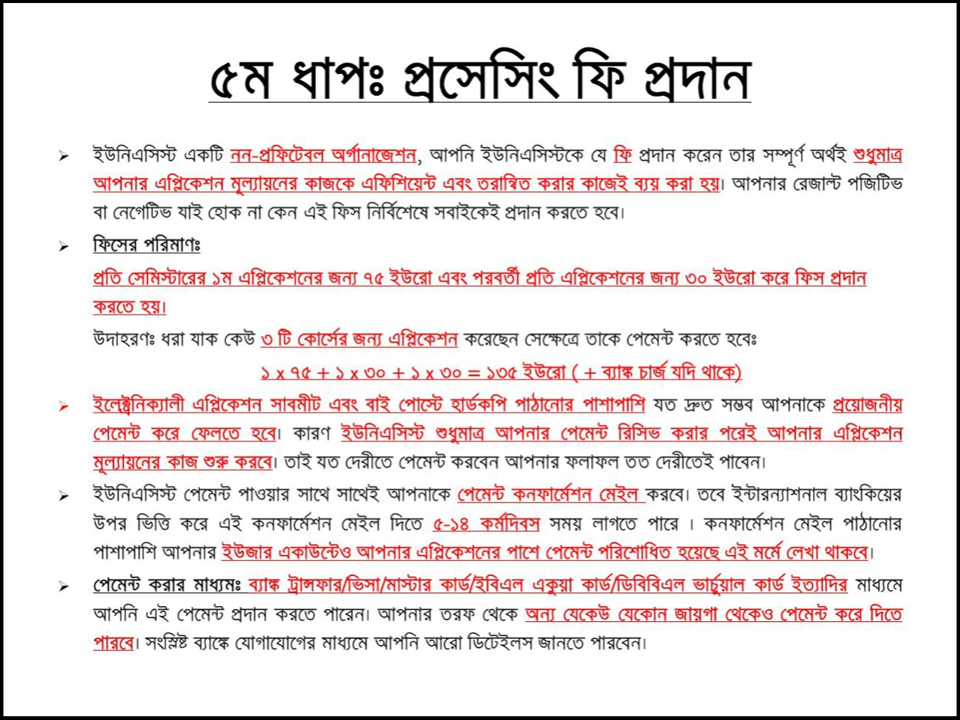 ৫ম ধাপঃ প্রসেসিং ফি প্রদান
➢ ইউনিএসিস্ট একটি নন-প্রফিটেবল অর্গানাজেশন, আপনি ইউনিএসিস্টকে যে ফি প্রদান করেন তার সম্পূর্ণ অর্থই শুধুমাত্র
আপনার এপ্লিকেশন মূল্যায়নের কাজকে এফিশিয়েন্ট এবং তরান্বিত করার কাজেই ব্যয় করা হয়। আপনার রেজাল্ট পজিটিভ
বা নেগেটিভ যাই হোক না কেন এই ফিস নির্বিশেষে সবাইকেই প্রদান করতে হবে।
➢ ফিসের পরিমাণঃ
প্রতি সেমিস্টারের ১ম এপ্লিকেশনের জন্য ৭৫ ইউরো এবং পরবর্তী প্রতি এপ্লিকেশনের জন্য ৩০ ইউরো করে ফিস প্রদান
করতে হয়।
উদাহরণঃ ধরা যাক কেউ ৩ টি কোর্সের জন্য এপ্লিকেশন করেছেন সেক্ষেত্রে তাকে পেমেন্ট করতে হবেঃ
১ x ৭৫ + ১ x ৩০ + ১ x ৩০ = ১৩৫ ইউরো ( + ব্যাঙ্ক চার্জ যদি থাকে)
➢ ইলেক্ট্রনিক্যালী এপ্লিকেশন সাবমীট এবং বাই পোস্টে হার্ডকপি পাঠানোর পাশাপাশি যত দ্রুত সম্ভব আপনাকে প্রয়োজনীয়
পেমেন্ট করে ফেলতে হবে। কারণ ইউনিএসিস্ট শুধুমাত্র আপনার পেমেন্ট রিসিভ করার পরেই আপনার এপ্লিকেশন
মূল্যায়নের কাজ শুরু করবে। তাই যত দেরীতে পেমেন্ট করবেন আপনার ফলাফল তত দেরীতেই পাবেন।
➢ ইউনিএসিস্ট পেমেন্ট পাওয়ার সাথে সাথেই আপনাকে পেমেন্ট কনফার্মেশন মেইল করবে। তবে ইন্টারন্যাশনাল ব্যাংকিয়ের
উপর ভিত্তি করে এই কনফার্মেশন মেইল দিতে ৫-১৪ কর্মদিবস সময় লাগতে পারে । কনফার্মেশন মেইল পাঠানোর
পাশাপাশি আপনার ইউজার একাউন্টেও আপনার এপ্লিকেশনের পাশে পেমেন্ট পরিশোধিত হয়েছে এই মর্মে লেখা থাকবে।
➢ পেমেন্ট করার মাধ্যমঃ ব্যাঙ্ক ট্রান্সফার/ভিসা/মাস্টার কার্ড/ইবিএল একুয়া কার্ড/ডিবিবিএল ভার্চুয়াল কার্ড ইত্যাদির মাধ্যমে
আপনি এই পেমেন্ট প্রদান করতে পারেন। আপনার তরফ থেকে অন্য যেকেউ যেকোন জায়গা থেকেও পেমেন্ট করে দিতে
পারবে। সংস্লিষ্ট ব্যাঙ্কে যোগাযোগের মাধ্যমে আপনি আরো ডিটেইলস জানতে পারবেন।